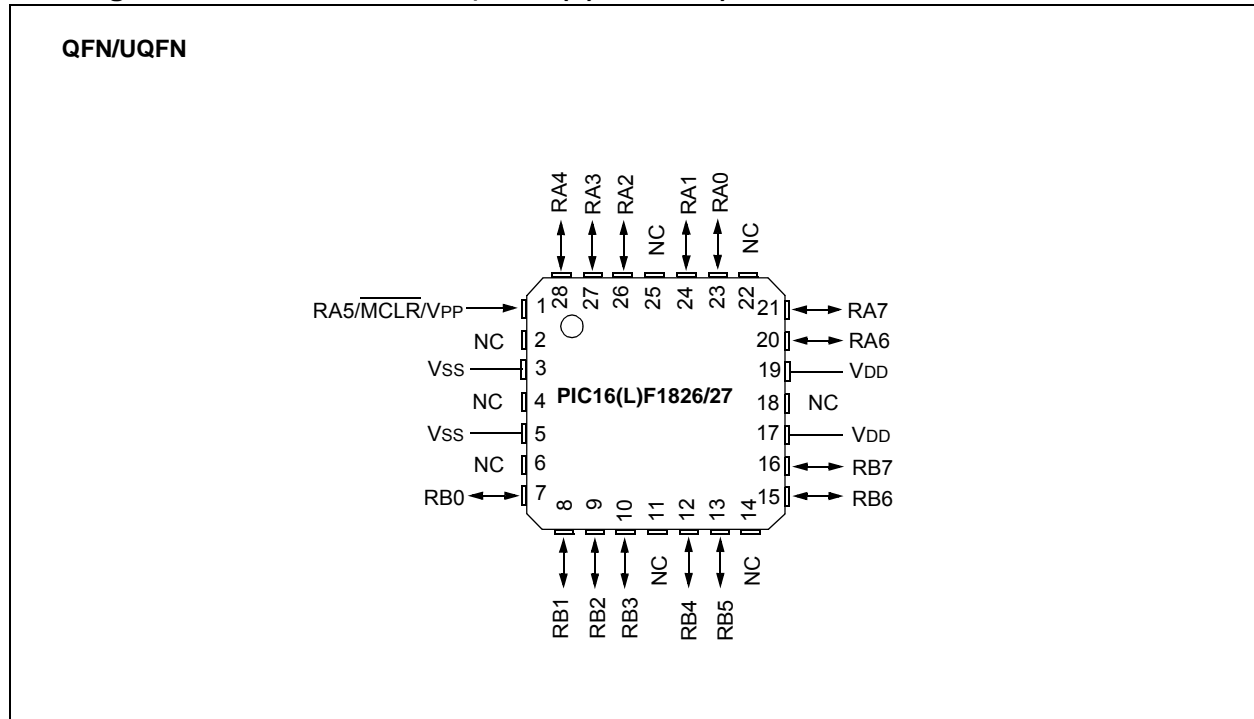 QFN/UQFN
RA4
RA3
RA2
NC
RA1
RA0
NC
28
27
26
25
24
23
22
RA5/MCLR/VPP
1
21
RA7
NC
2
20
RA6
VSS
3
19
VDD
NC
4
PIC16(L)F1826/27
18
NC
VSS
5
17
VDD
NC
6
16
RB7
RB0
7
15
RB6
8
9
10
11
12
13
14
RB1
RB2
RB3
NC
RB4
RB5
NC